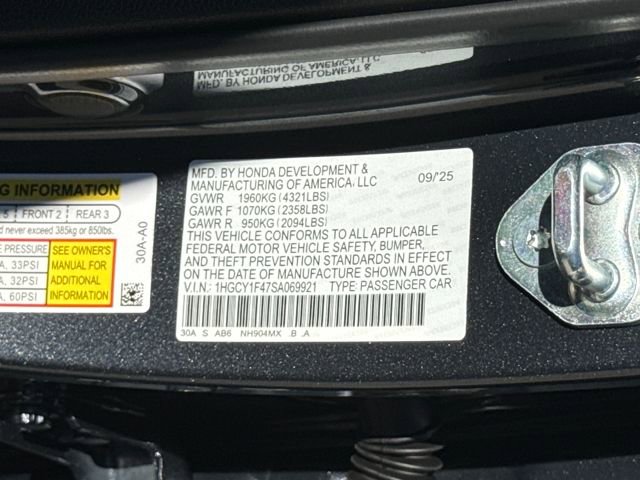 MANUFACTURING OF AMERICA, LLC
MFD. BY HONDA DEVELOPMENT &
G INFORMATION
5 FRONT 2 REAR 3
d never exceed 385kg or 850lbs.
E PRESSURE
A, 33PSI
A, 32PSI
A, 60PSI
SEE OWNER'S
MANUAL FOR
ADDITIONAL
INFORMATION
30A-A0
MFD. BY HONDA DEVELOPMENT & 09/25
MANUFACTURING OF AMERICA, LLC
GVWR 1960KG (4321LBS)
GAWR F 1070KG (2358LBS)
GAWR R 950KG (2094LBS)
THIS VEHICLE CONFORMS TO ALL APPLICABLE
FEDERAL MOTOR VEHICLE SAFETY, BUMPER,
AND THEFT PREVENTION STANDARDS IN EFFECT
ON THE DATE OF MANUFACTURE SHOWN ABOVE.
V.I.N.: 1HGCY1F47SA069921 TYPE: PASSENGER CAR
30A S AB6 NH904MX B .A